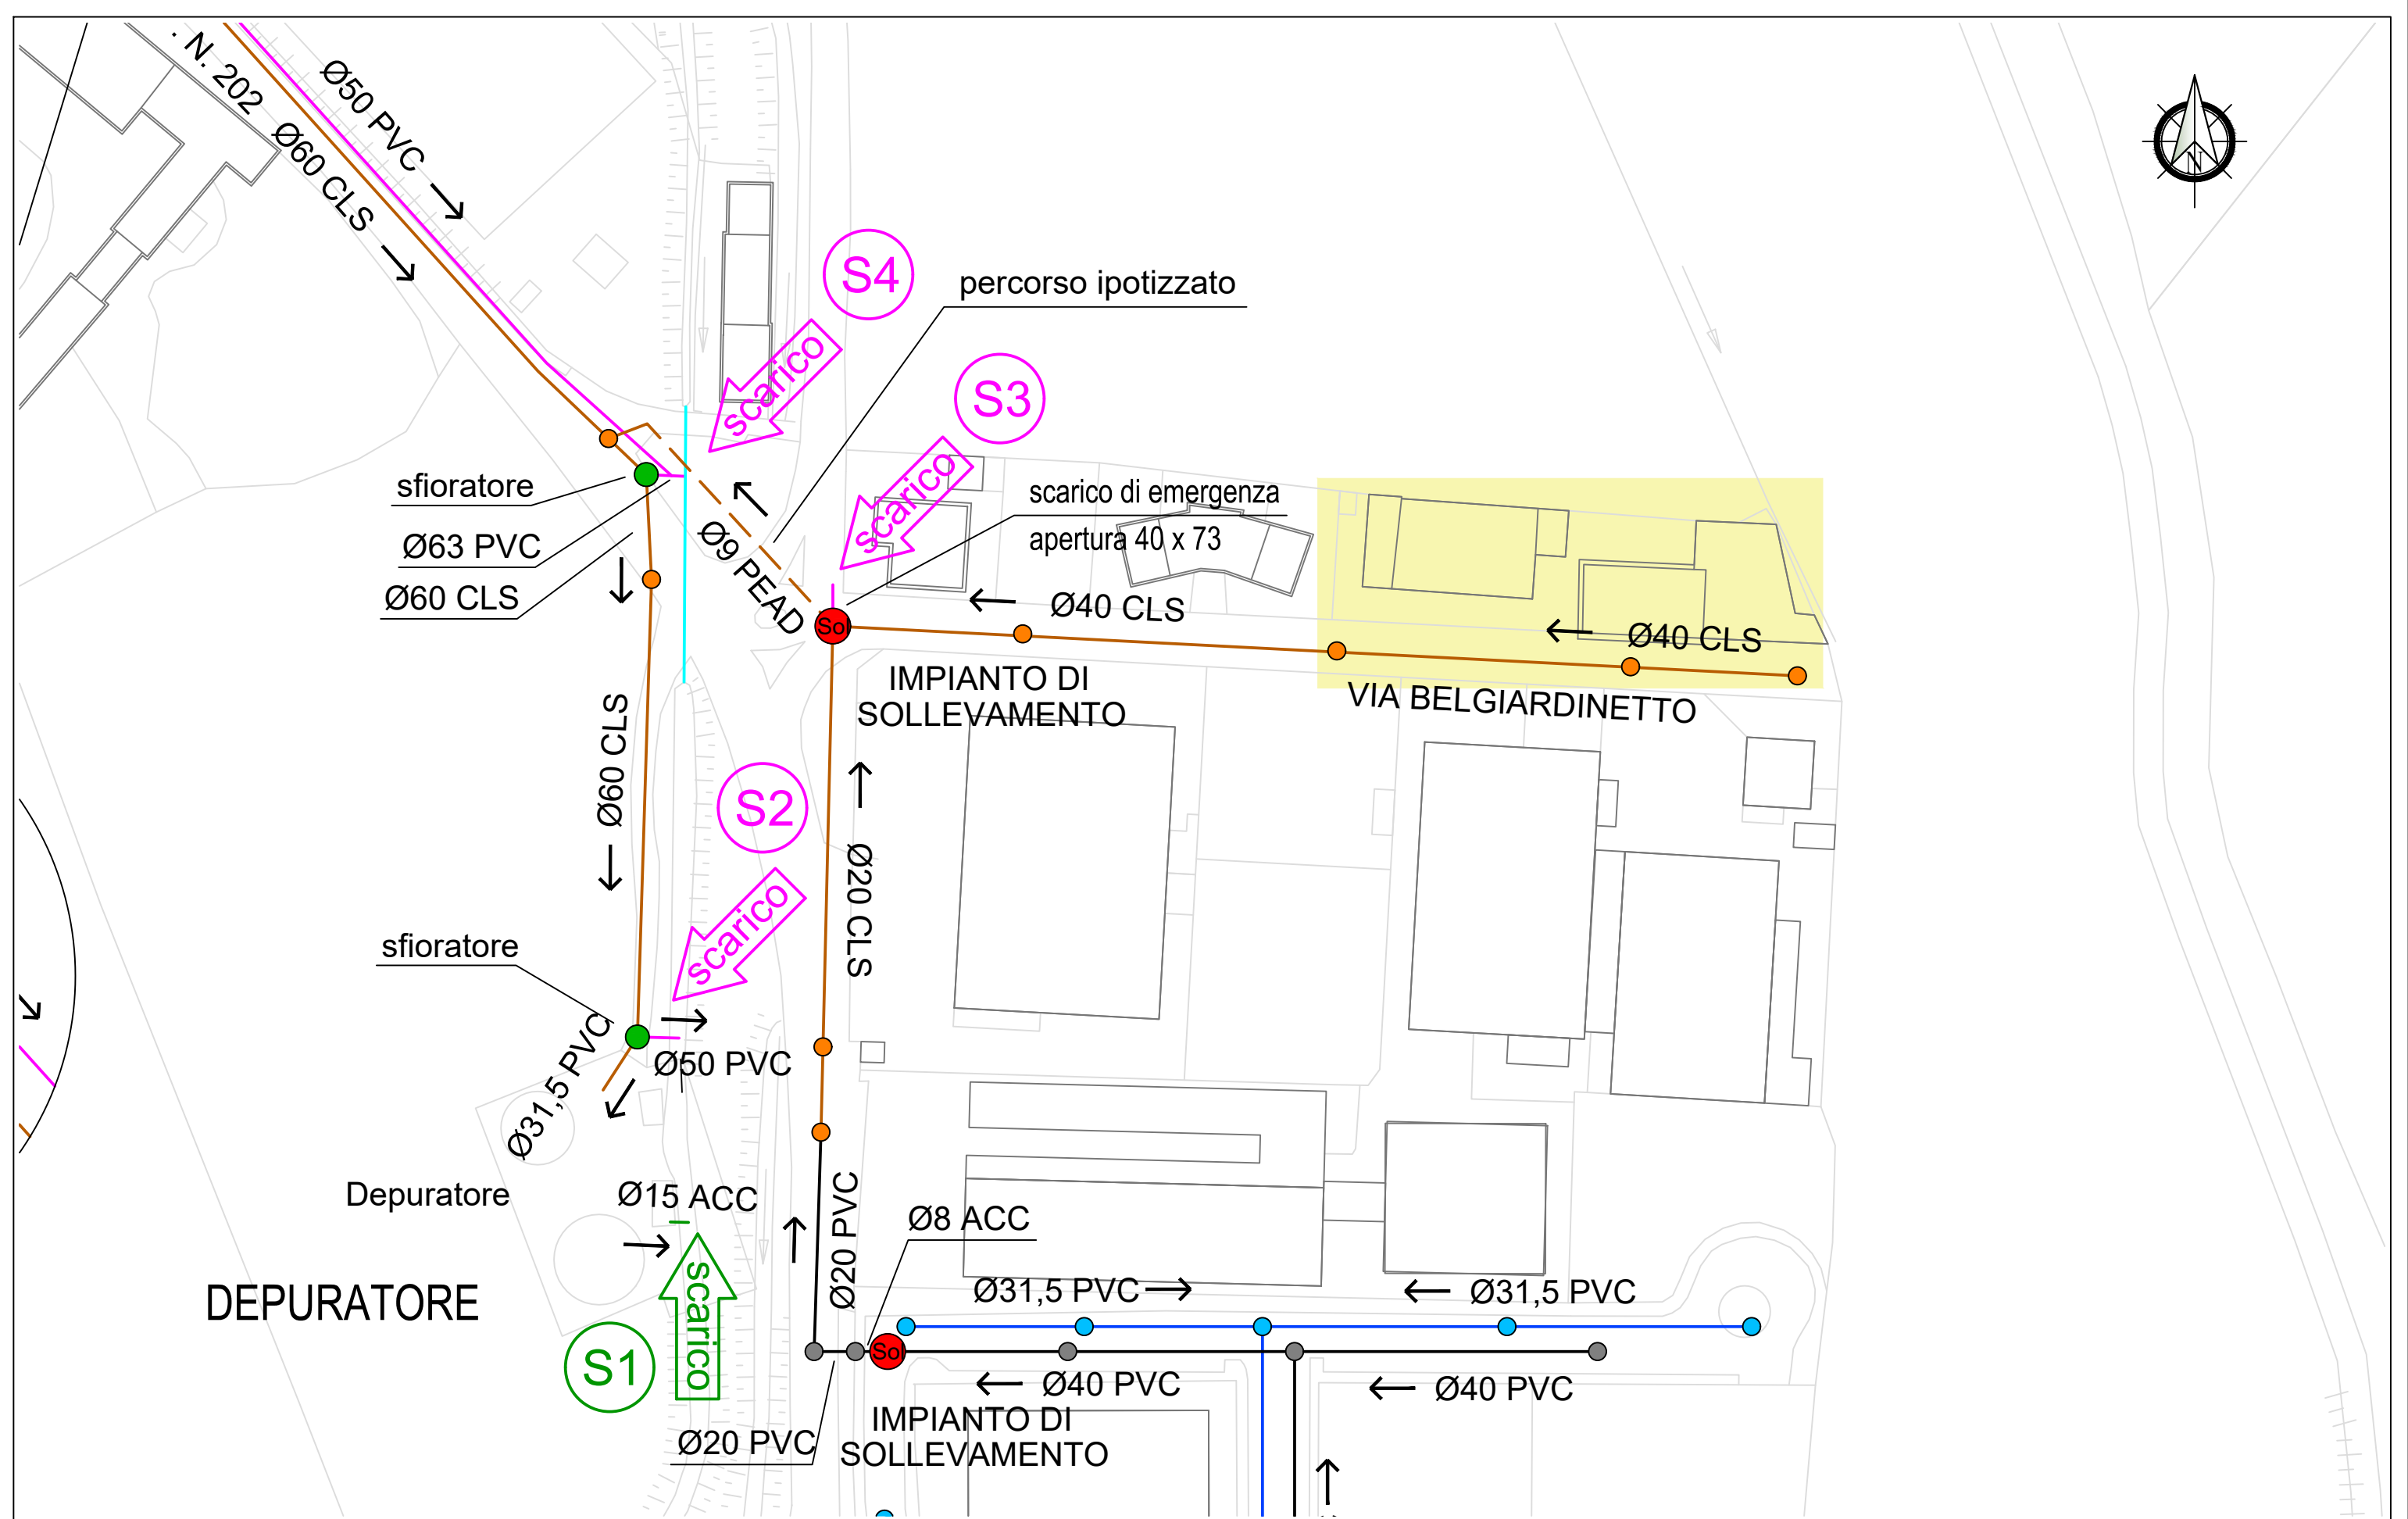 . N. 202
Ø50 PVC
Ø60 CLS
N
S4
scarico
percorso ipotizzato
S3
scarico
sfioratore
Ø63 PVC
Ø60 CLS
Ø9 PEAD
scarico di emergenza
apertura 40 x 73
Ø40 CLS
Ø40 CLS
Sol
IMPIANTO DI
SOLLEVAMENTO
VIA BELGIARDINETTO
Ø60 CLS
S2
scarico
Ø20 CLS
sfioratore
Ø50 PVC
Ø31,5 PVC
Depuratore
Ø15 ACC
DEPURATORE
scarico
S1
Ø20 PVC
Ø8 ACC
Ø31,5 PVC
Ø31,5 PVC
Sol
Ø40 PVC
Ø40 PVC
IMPIANTO DI
SOLLEVAMENTO
Ø20 PVC